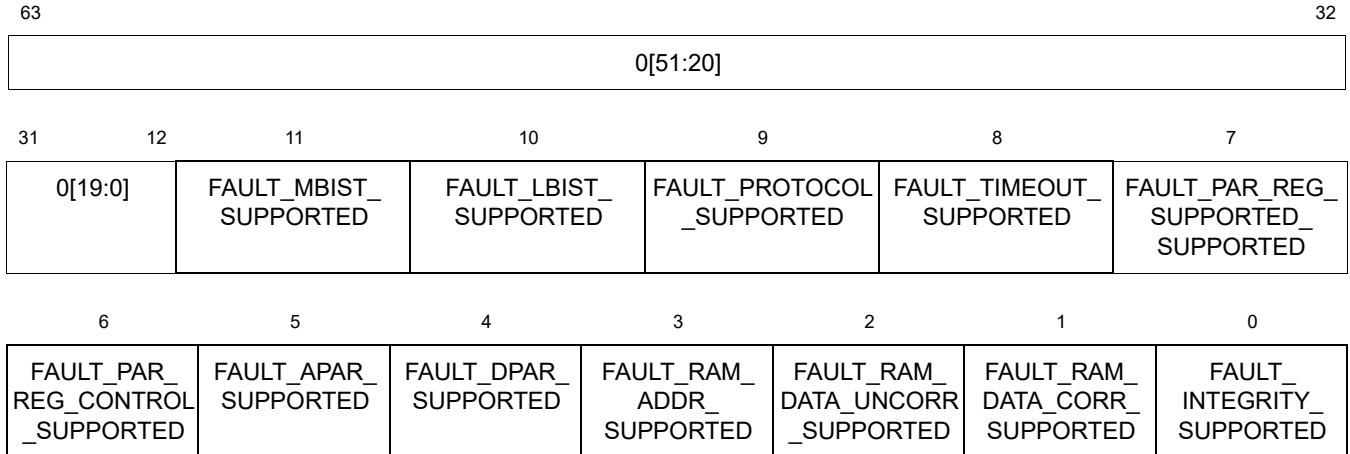 63 32
0[51:20]
31 12 11 10 9 8 7
0[19:0] FAULT_MBIST_ FAULT_LBIST_ FAULT_PROTOCOL FAULT_TIMEOUT_ FAULT_PAR_REG_
SUPPORTED SUPPORTED _SUPPORTED SUPPORTED SUPPORTED_
SUPPORTED
6 5 4 3 2 1 0
FAULT_PAR_ FAULT_APAR_ FAULT_DPAR_ FAULT_RAM_ FAULT_RAM_ FAULT_RAM_ FAULT_
REG_CONTROL SUPPORTED SUPPORTED ADDR_ DATA_UNCORR DATA_CORR_ INTEGRITY_
_SUPPORTED SUPPORTED _SUPPORTED SUPPORTED SUPPORTED